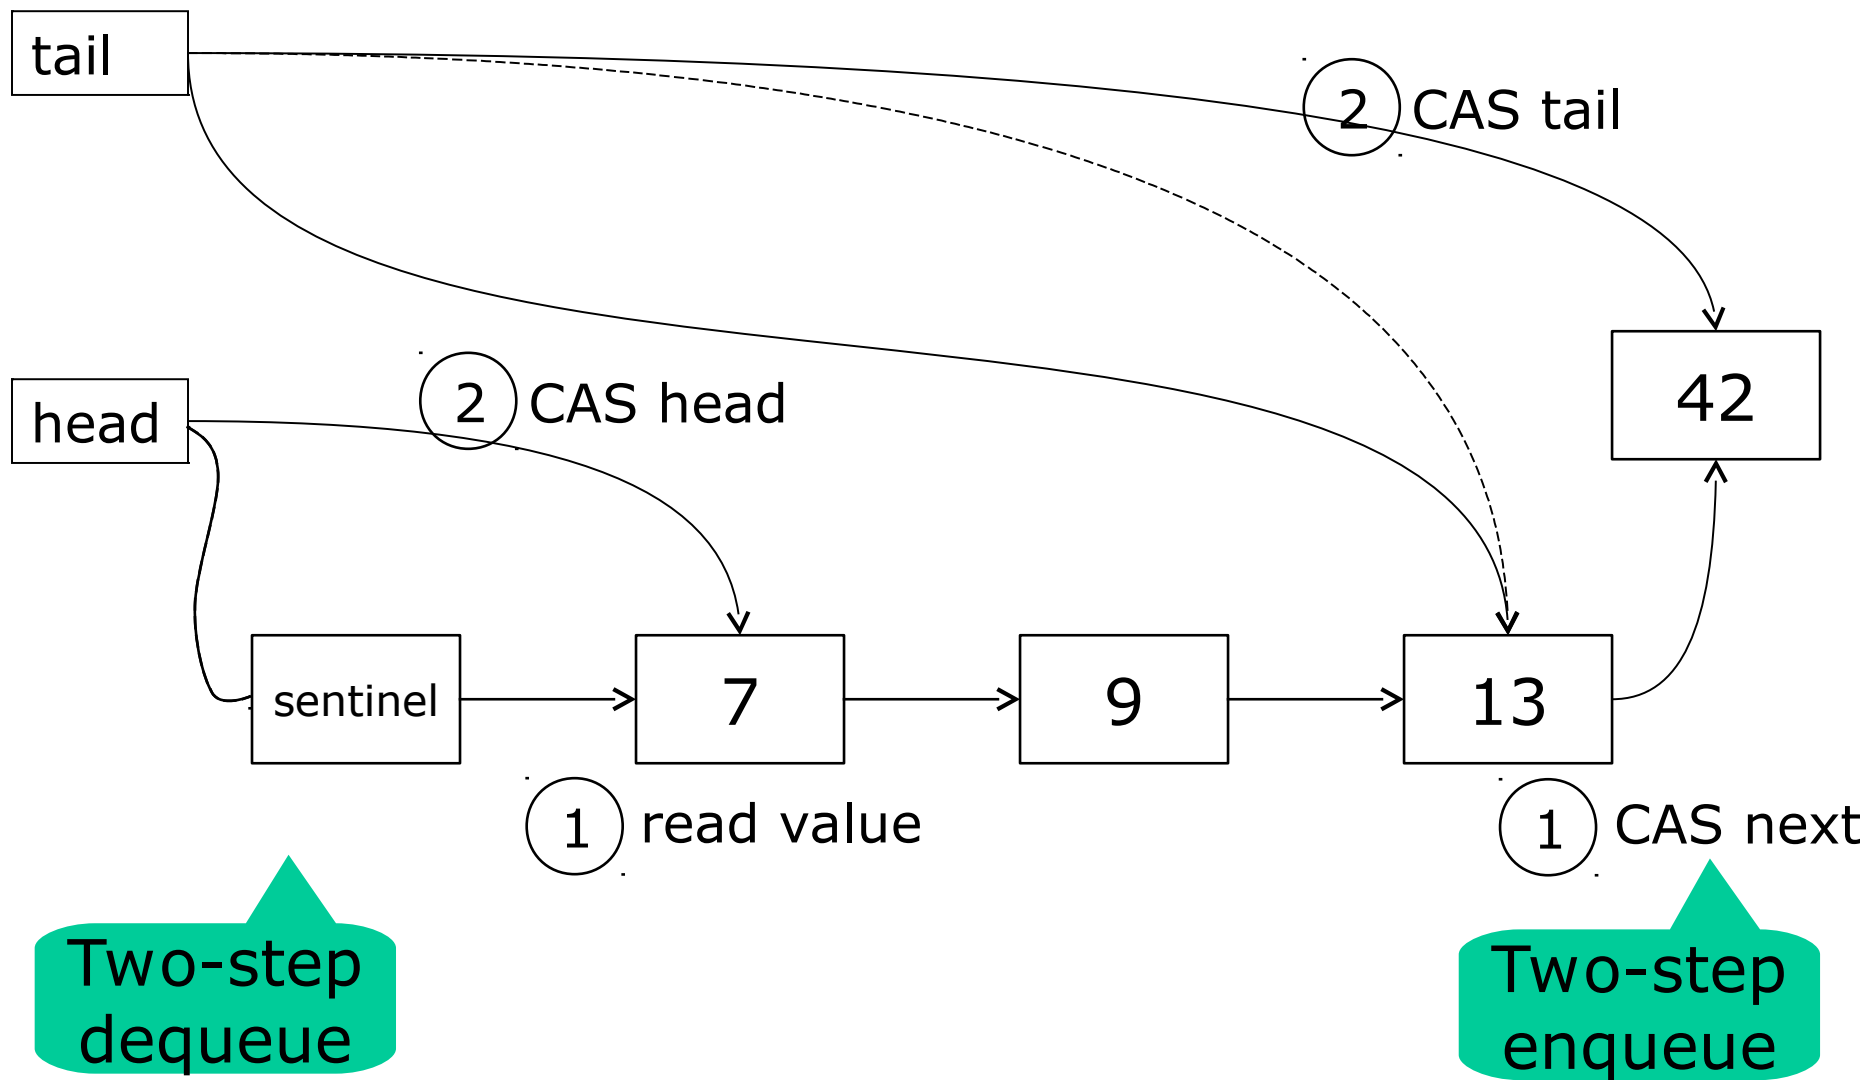 tail
2 CAS tail
42
head
2 CAS head
sentinel
7
9
13
1 read value
1 CAS next
Two-step
dequeue
Two-step
enqueue